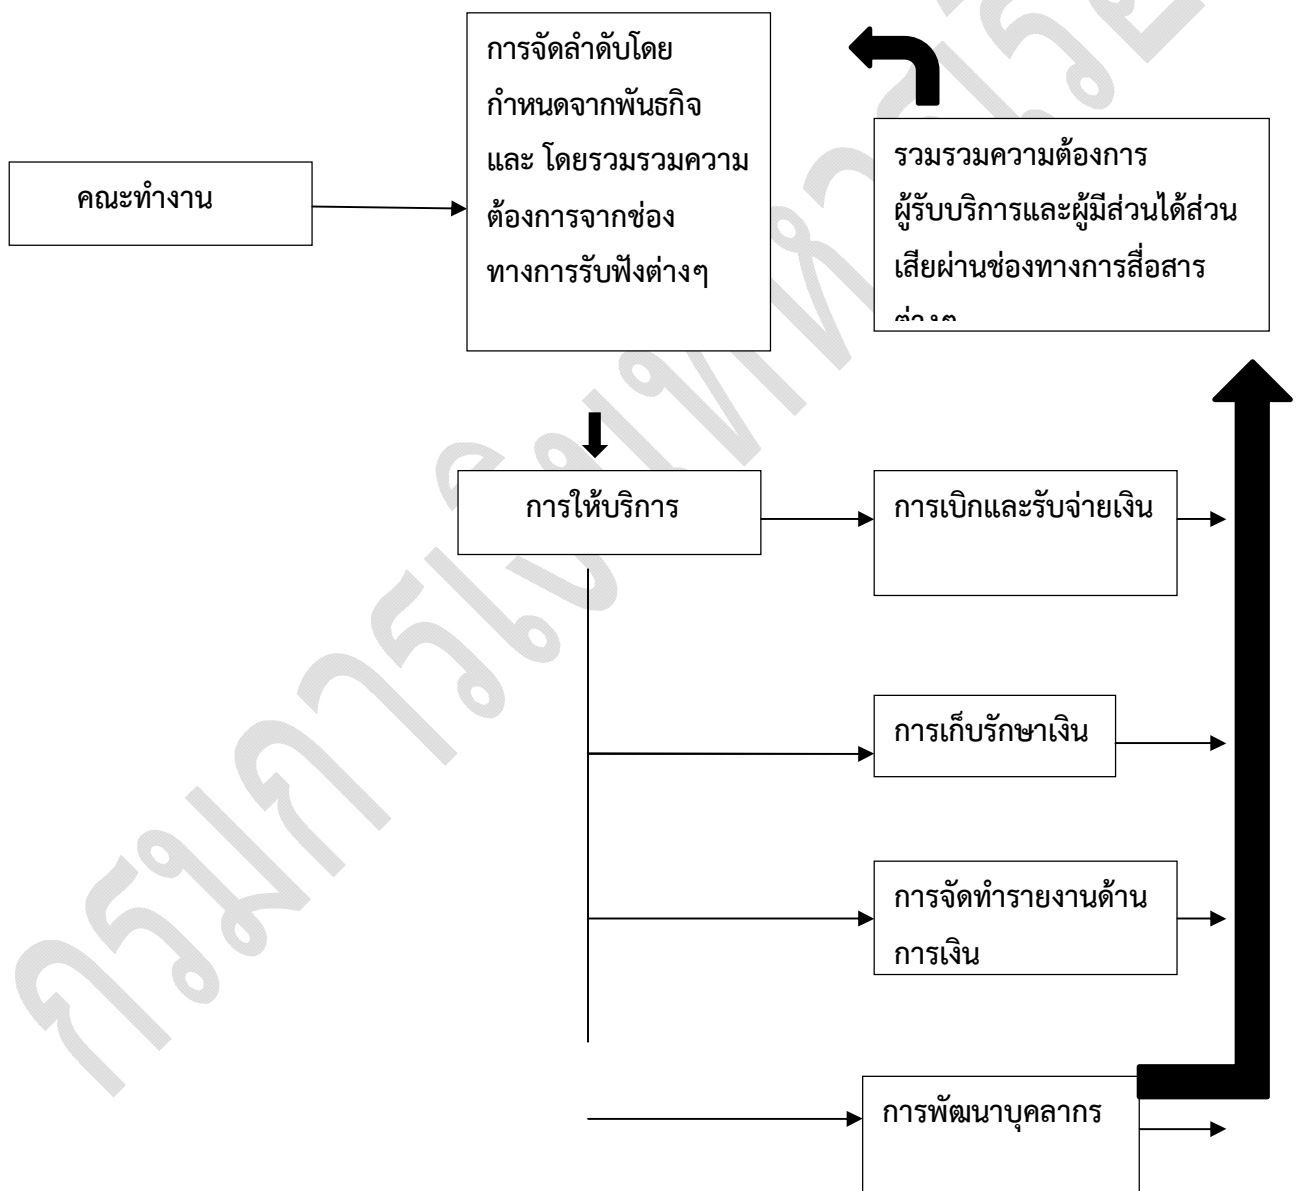 การจัดลำดับโดย
กำหนดจากพันธกิจ
และ โดยรวมรวมความ
ต้องการจากช่อง
ทางการรับฟังต่างๆ
คณะทำงาน
รวมรวมความต้องการ
ผู้รับบริการและผู้มีส่วนได้ส่วน
เสียผ่านช่องทางการสื่อสาร
ต่างๆ
การให้บริการ
การเบิกและรับจ่ายเงิน
การเก็บรักษาเงิน
การจัดทำรายงานด้าน
การเงิน
การพัฒนาบุคลากร